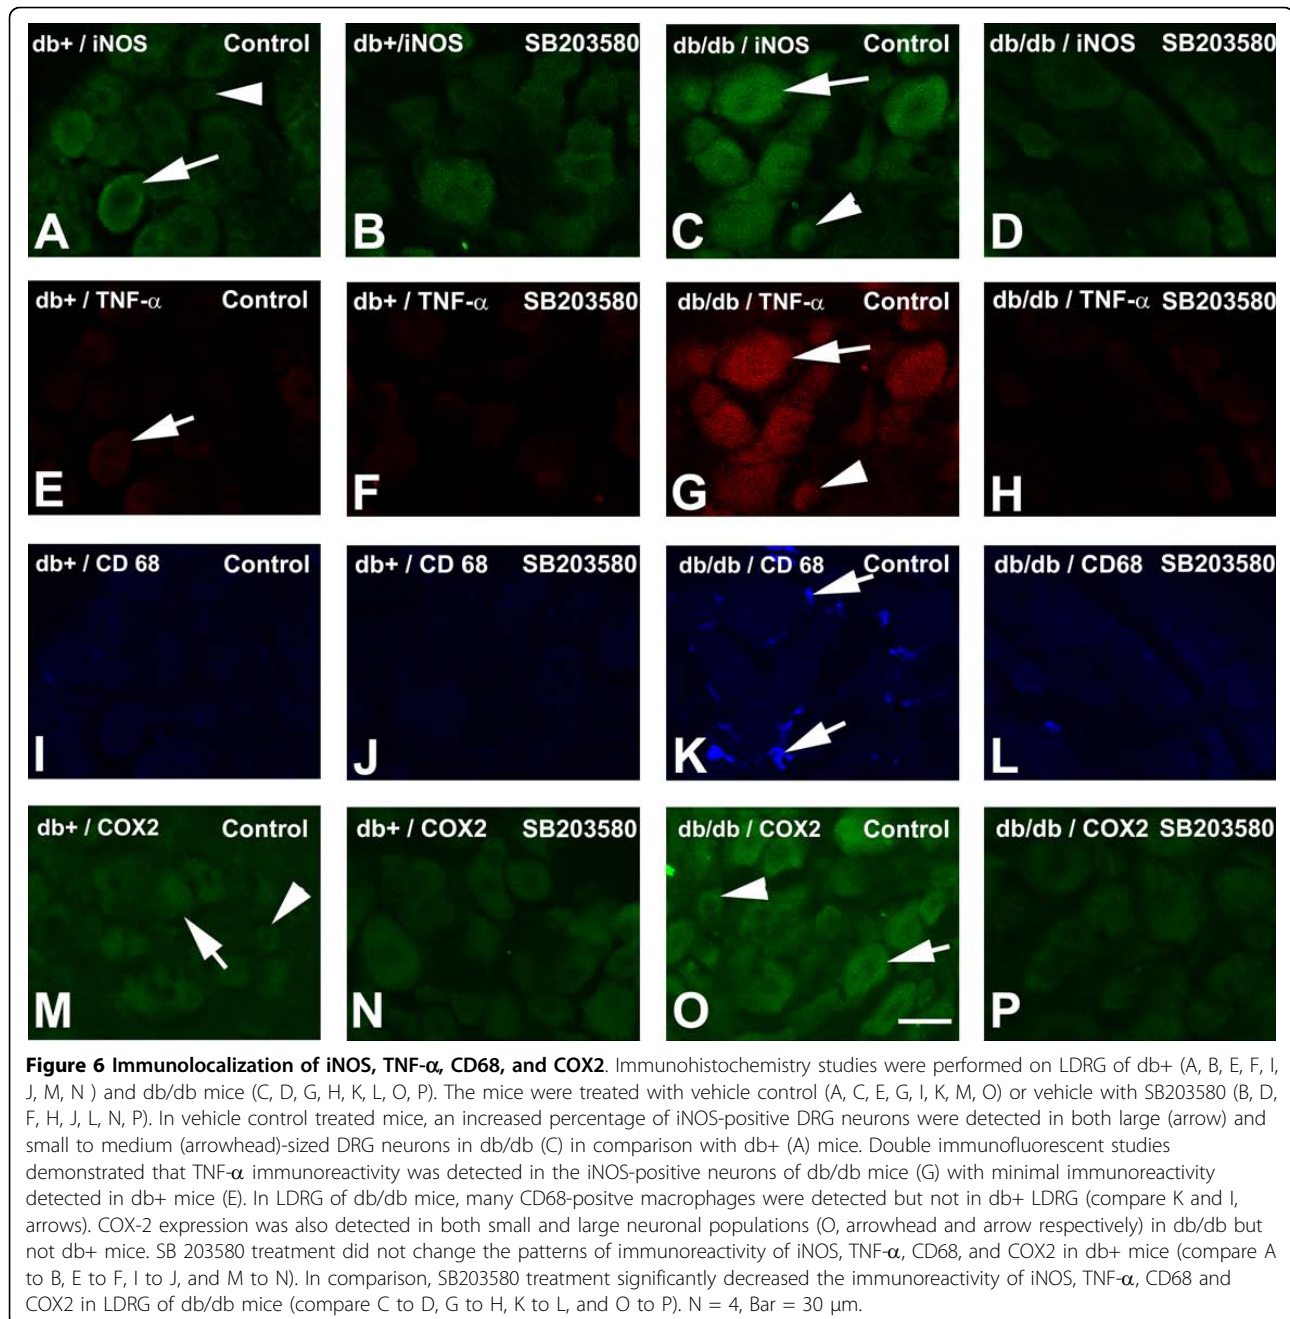 db+ / iNOS Control
db+/iNOS SB203580
db/db / iNOS Control
db/db / iNOS SB203580
A
B
C
D
db+ / TNF-α Control
db+ / TNF-α SB203580
db/db / TNF-α Control
db/db / TNF-α SB203580
E
F
G
H
db+ / CD 68 Control
db+ / CD 68 SB203580
db/db / CD 68 Control
db/db / CD68 SB203580
I
J
K
L
db+ / COX2 Control
db+ / COX2 SB203580
db/db / COX2 Control
db/db / COX2 SB203580
M
N
O
P
Figure 6 Immunolocalization of iNOS, TNF-α, CD68, and COX2. Immunohistochemistry studies were performed on LDRG of db+ (A, B, E, F, I,
J, M, N ) and db/db mice (C, D, G, H, K, L, O, P). The mice were treated with vehicle control (A, C, E, G, I, K, M, O) or vehicle with SB203580 (B, D,
F, H, J, L, N, P). In vehicle control treated mice, an increased percentage of iNOS-positive DRG neurons were detected in both large (arrow) and
small to medium (arrowhead)-sized DRG neurons in db/db (C) in comparison with db+ (A) mice. Double immunofluorescent studies
demonstrated that TNF-α immunoreactivity was detected in the iNOS-positive neurons of db/db mice (G) with minimal immunoreactivity
detected in db+ mice (E). In LDRG of db/db mice, many CD68-positve macrophages were detected but not in db+ LDRG (compare K and I,
arrows). COX-2 expression was also detected in both small and large neuronal populations (O, arrowhead and arrow respectively) in db/db but
not db+ mice. SB 203580 treatment did not change the patterns of immunoreactivity of iNOS, TNF-α, CD68, and COX2 in db+ mice (compare A
to B, E to F, I to J, and M to N). In comparison, SB203580 treatment significantly decreased the immunoreactivity of iNOS, TNF-α, CD68 and
COX2 in LDRG of db/db mice (compare C to D, G to H, K to L, and O to P). N = 4, Bar = 30 μm.